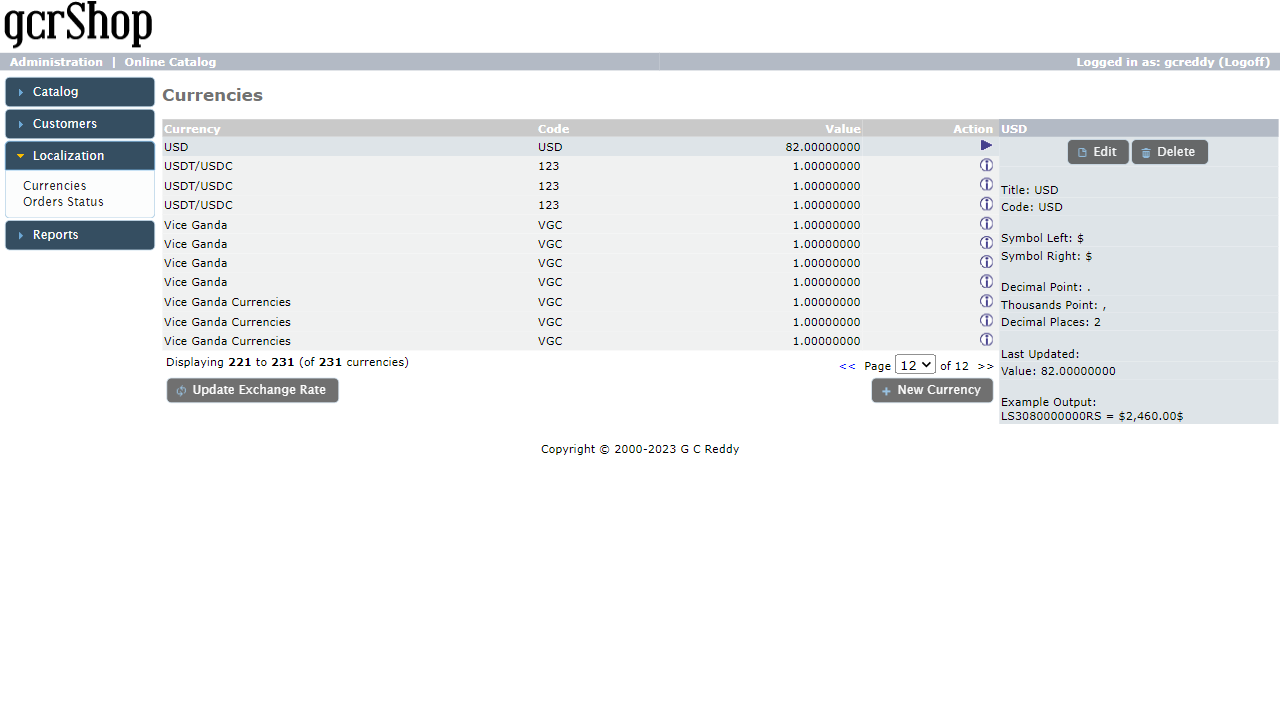 gcrShop
Administration | Online Catalog
Logged in as: gcreddy (Logoff)
Catalog
Customers
Localization
Currencies
Orders Status
Reports
Currencies
Currency Code Value Action
USD USD 82.00000000
USDT/USDC 123 1.00000000
USDT/USDC 123 1.00000000
USDT/USDC 123 1.00000000
Vice Ganda VGC 1.00000000
Vice Ganda VGC 1.00000000
Vice Ganda VGC 1.00000000
Vice Ganda VGC 1.00000000
Vice Ganda Currencies VGC 1.00000000
Vice Ganda Currencies VGC 1.00000000
Vice Ganda Currencies VGC 1.00000000
Displaying 221 to 231 (of 231 currencies)
<< Page 12 of 12 >>
Update Exchange Rate
New Currency
USD
Edit Delete
Title: USD
Code: USD
Symbol Left: $
Symbol Right: $
Decimal Point: .
Thousands Point: ,
Decimal Places: 2
Last Updated:
Value: 82.00000000
Example Output:
LS3080000000RS = $2,460.00$
Copyright © 2000-2023 G C Reddy